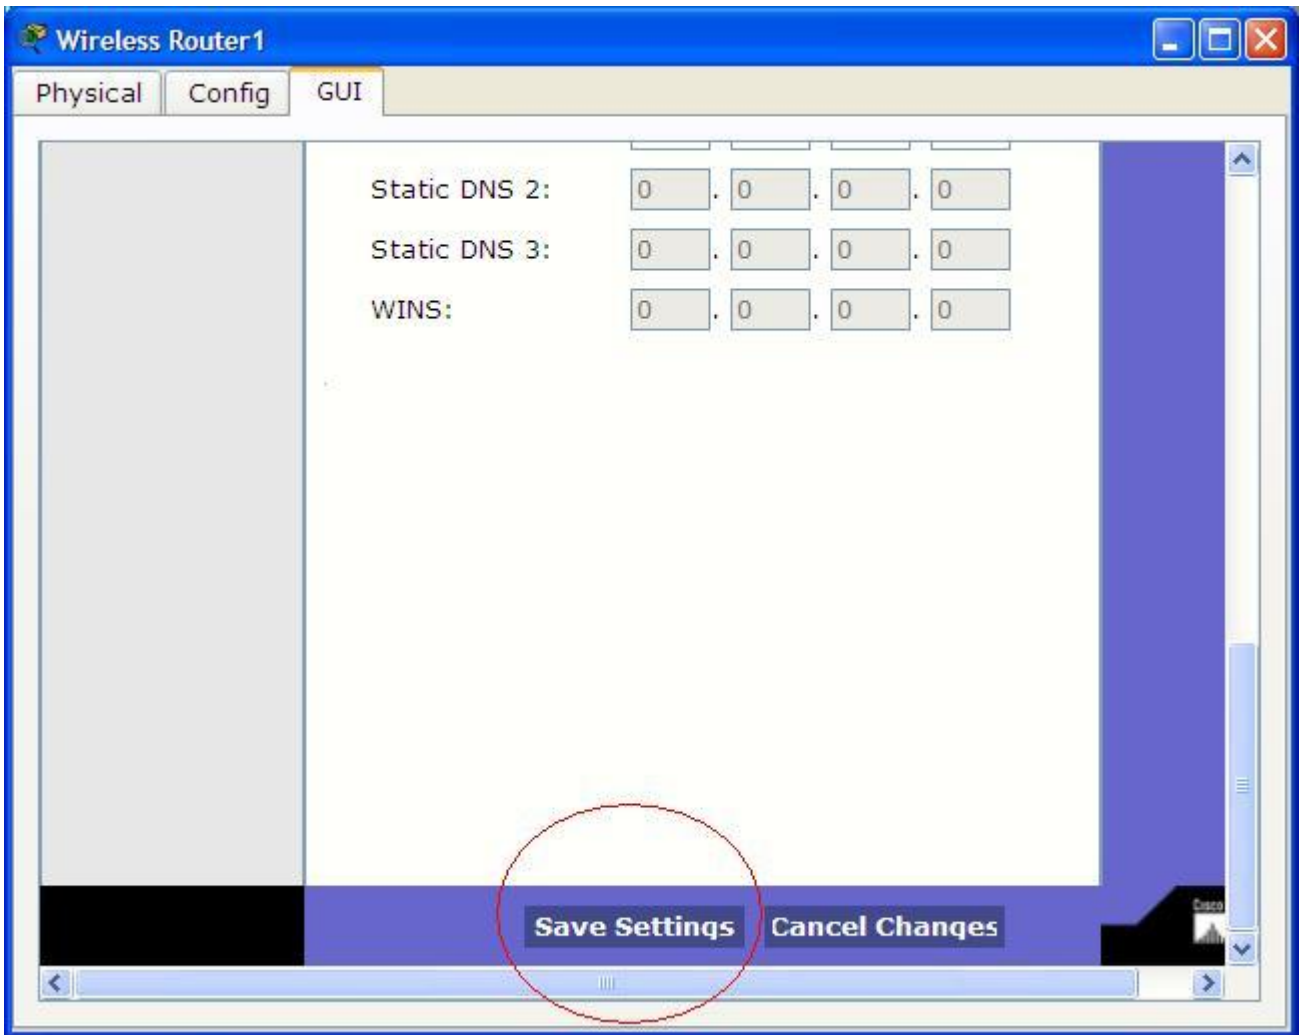 Wireless Router1
Physical Config GUI
Static DNS 2: 0 . 0 . 0 . 0
Static DNS 3: 0 . 0 . 0 . 0
WINS: 0 . 0 . 0 . 0
Save Settings Cancel Changes
Cisco